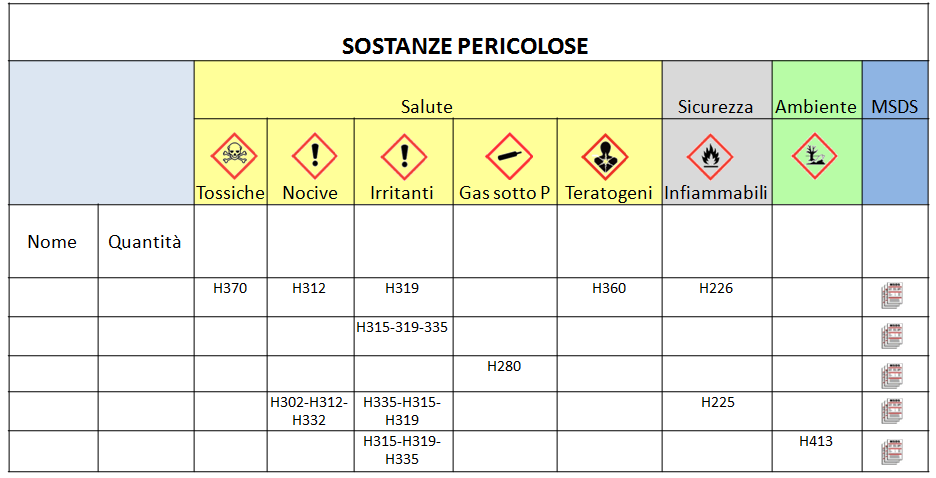 SOSTANZE PERICOLOSE
Salute Sicurezza Ambiente MSDS
Tossiche Nocive Irritanti Gas sotto P Teratogeni Infiammabili
Nome Quantità
H370 H312 H319 H360 H226
H315-319-335
H280
H302-H312- H335-H315- H225
H332 H319
H315-H319- H413
H335